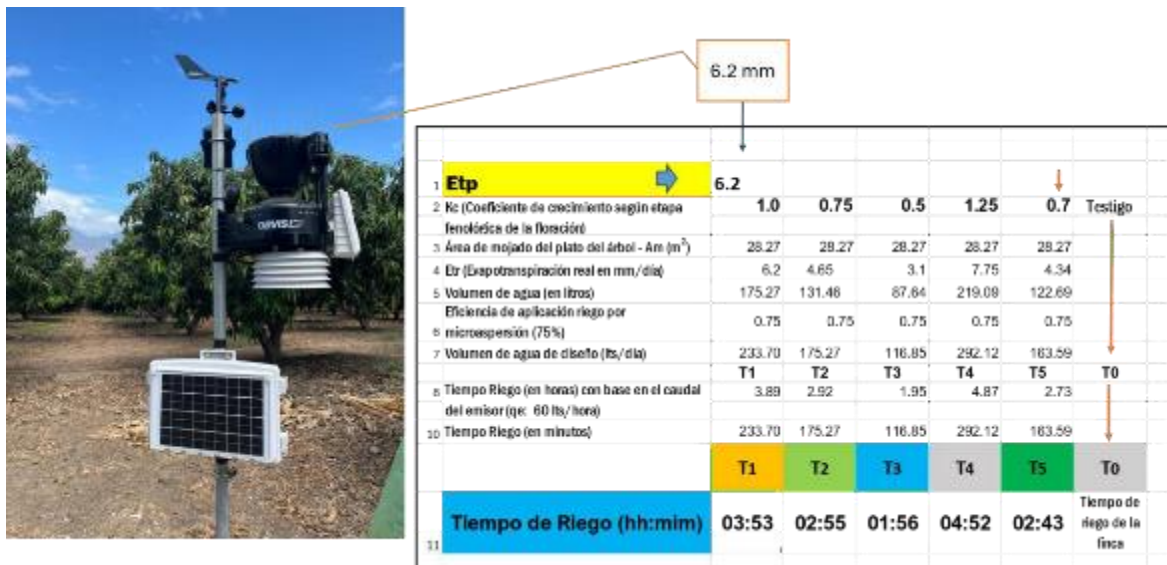 6.2 mm
DAVIS
1 Etp 6.2
2 Kc (Coeficiente de crecimiento según etapa 1.0 0.75 0.5 1.25 0.7 Testigo
fenológica de la floración)
3 Área de mojado del plato del árbol - Am (m²) 28.27 28.27 28.27 28.27 28.27
4 Etr (Evapotranspiración real en mm/día) 6.2 4.65 3.1 7.75 4.34
5 Volumen de agua (en litros) 175.27 131.46 87.64 219.09 122.69
Eficiencia de aplicación riego por 0.75 0.75 0.75 0.75 0.75
6 microaspersión (75%)
7 Volumen de agua de diseño (lts/día) 233.70 175.27 116.85 292.12 163.59
T1 T2 T3 T4 T5 T0
8 Tiempo Riego (en horas) con base en el caudal 3.89 2.92 1.95 4.87 2.73
del emisor (qe: 60 lts/hora)
10 Tiempo Riego (en minutos) 233.70 175.27 116.85 292.12 163.59
T1 T2 T3 T4 T5 T0
11 Tiempo de Riego (hh:mim) 03:53 02:55 01:56 04:52 02:43 Tiempo de
riego de la
finca